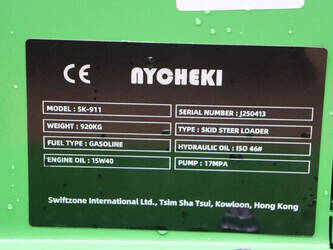 CE NYCHEKI
MODEL : SK-911
SERIAL NUMBER : J250413
WEIGHT : 920KG
TYPE : SKID STEER LOADER
FUEL TYPE : GASOLINE
HYDRAULIC OIL : ISO 46#
ENGINE OIL : 15W40
PUMP : 17MPA
Swiftzone International Ltd., Tsim Sha Tsui, Kowloon, Hong Kong